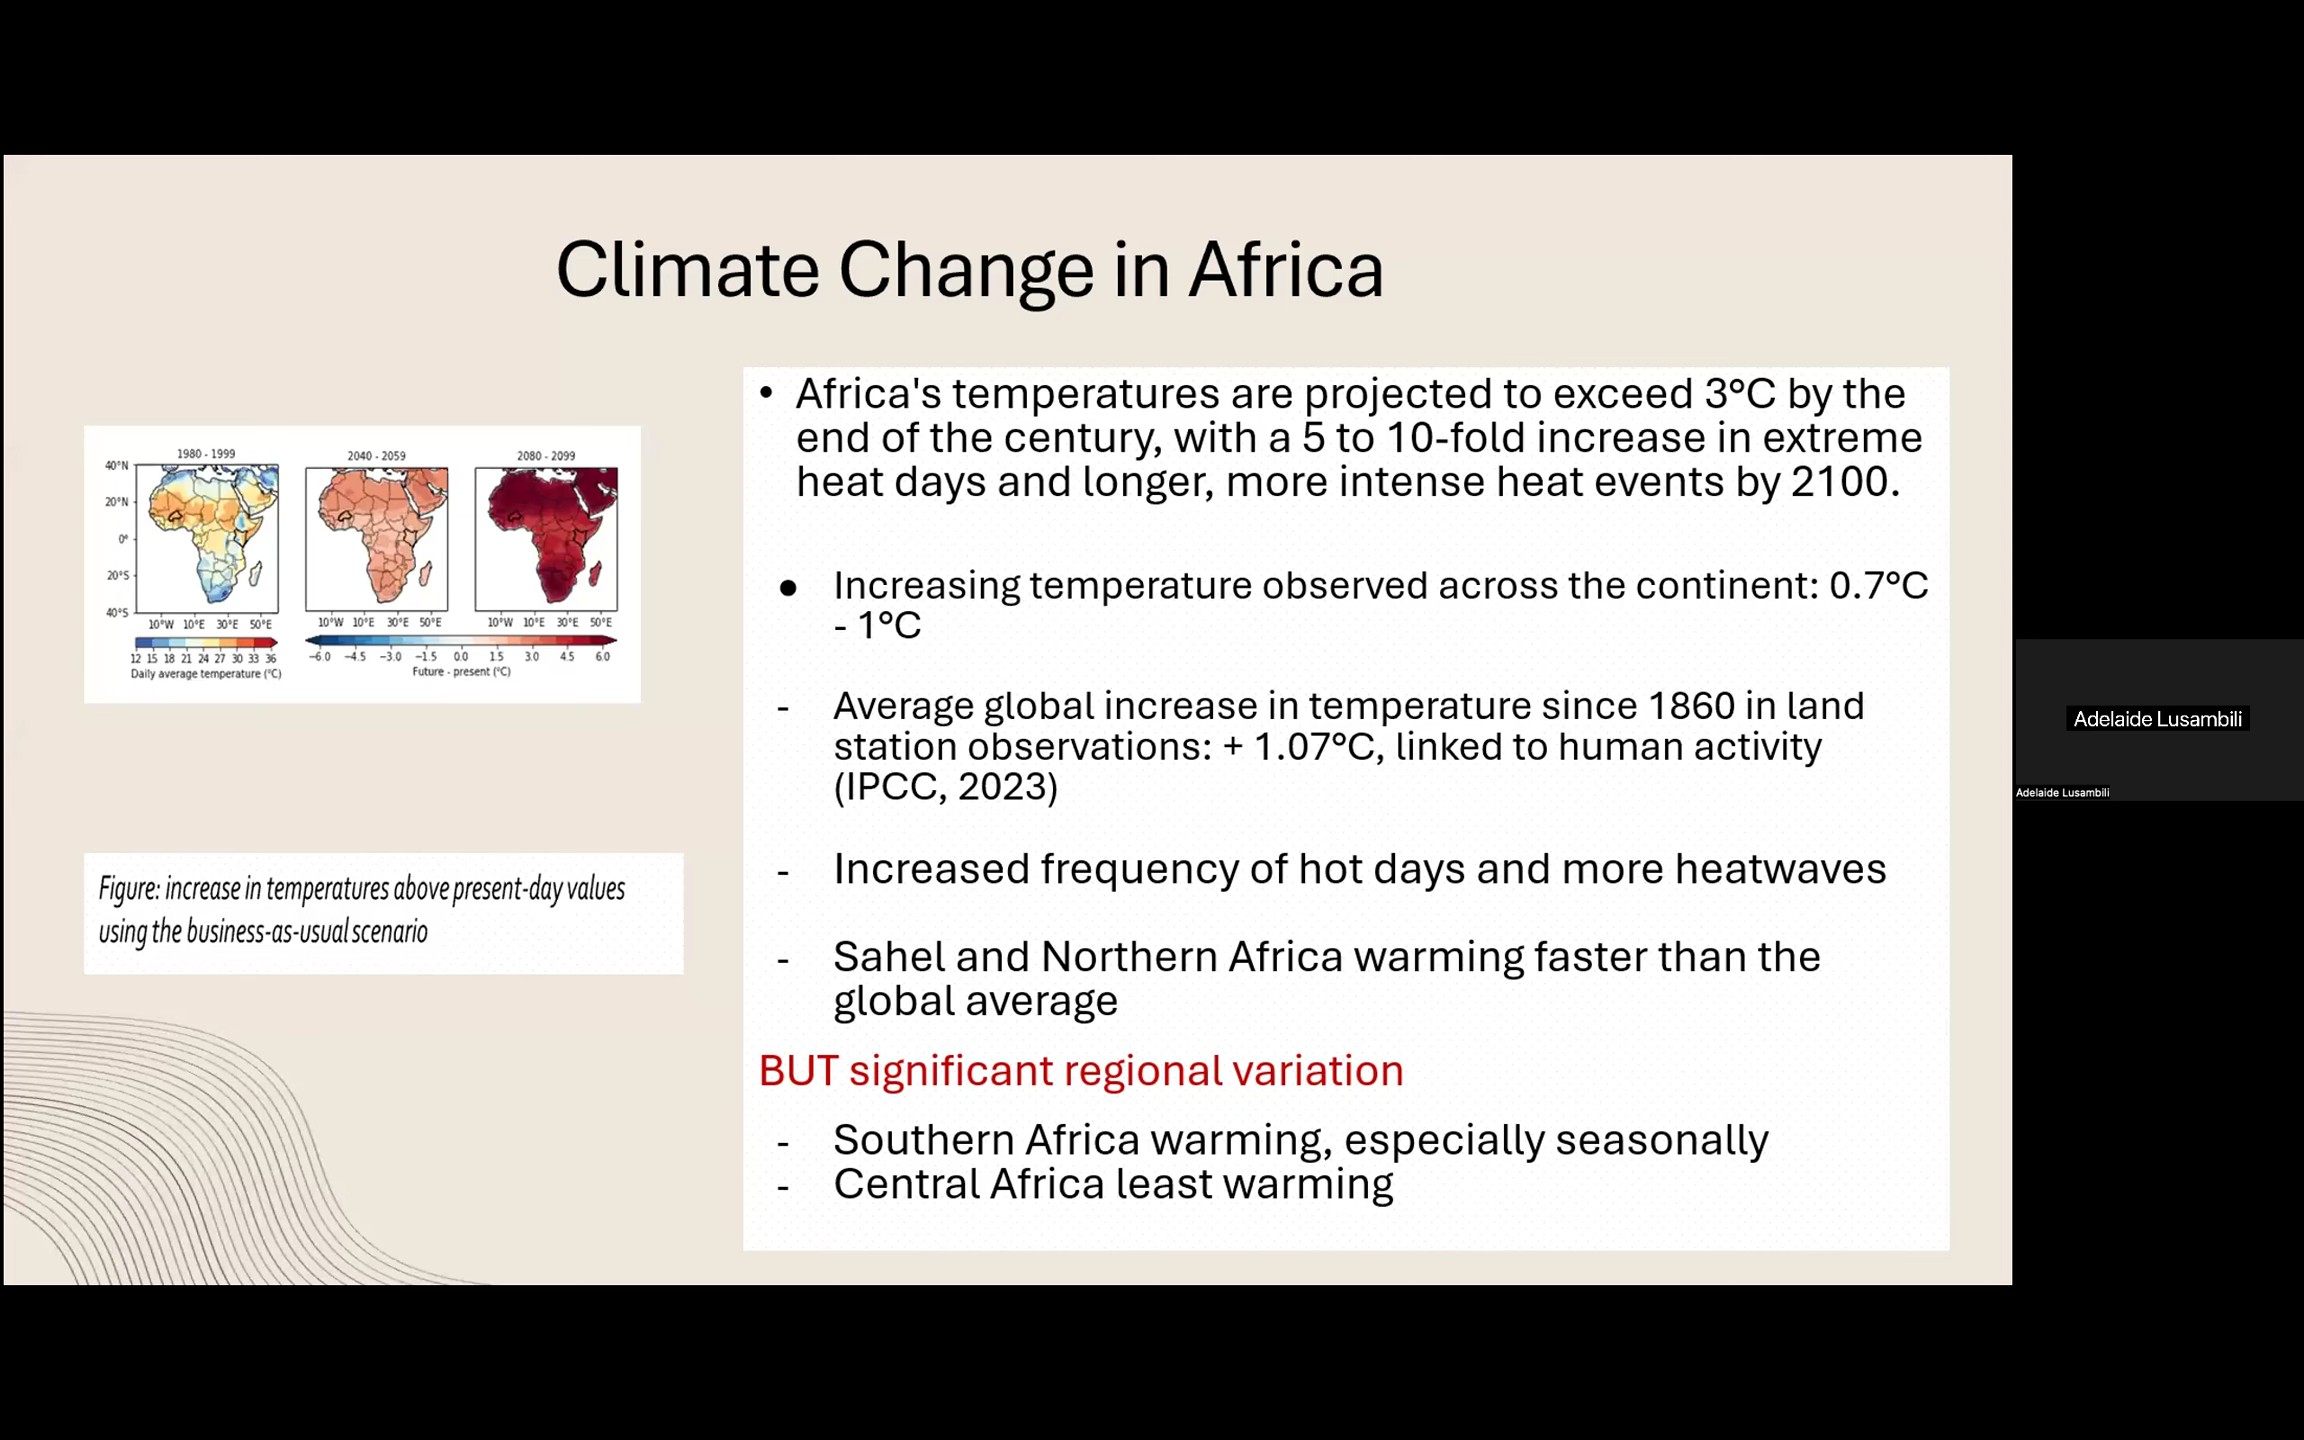 Climate Change in Africa
1980 - 1999
2040 - 2059
2080 - 2099
40°N
20°N
0°
20°S
40°S
10°W 10°E 30°E 50°E
10°W 10°E 30°E 50°E
10°W 10°E 30°E 50°E
12 15 18 21 24 27 30 33 36
Daily average temperature (°C)
−6.0 −4.5 −3.0 −1.5 0.0 1.5 3.0 4.5 6.0
Future - present (°C)
Figure: increase in temperatures above present-day values
using the business-as-usual scenario
• Africa's temperatures are projected to exceed 3°C by the
end of the century, with a 5 to 10-fold increase in extreme
heat days and longer, more intense heat events by 2100.
● Increasing temperature observed across the continent: 0.7°C
- 1°C
- Average global increase in temperature since 1860 in land
station observations: + 1.07°C, linked to human activity
(IPCC, 2023)
- Increased frequency of hot days and more heatwaves
- Sahel and Northern Africa warming faster than the
global average
BUT significant regional variation
- Southern Africa warming, especially seasonally
- Central Africa least warming
Adelaide Lusambili
Adelaide Lusambili